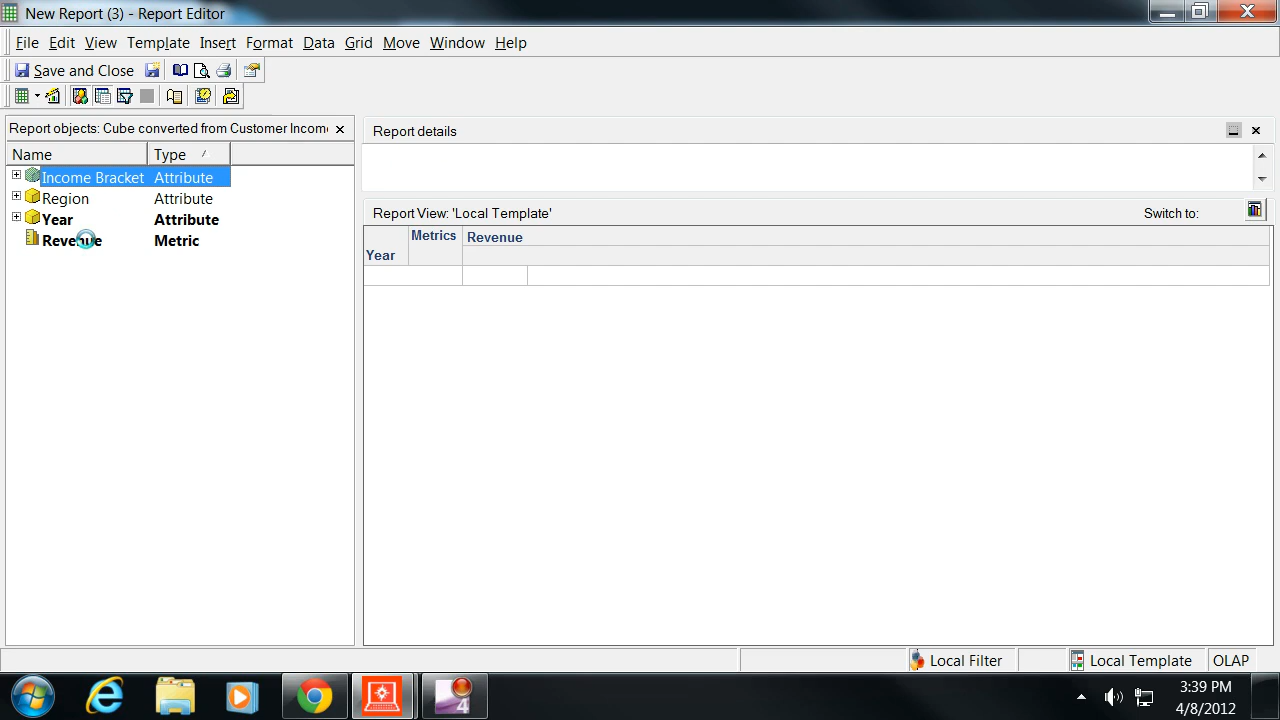 New Report (3) - Report Editor
File Edit View Template Insert Format Data Grid Move Window Help
Save and Close
Report objects: Cube converted from Customer Incom
Name Type
Income Bracket Attribute
Region Attribute
Year Attribute
Revenue Metric
Report details
Report View: 'Local Template' Switch to:
Metrics Revenue
Year
Local Filter Local Template OLAP
4
3:39 PM
4/8/2012